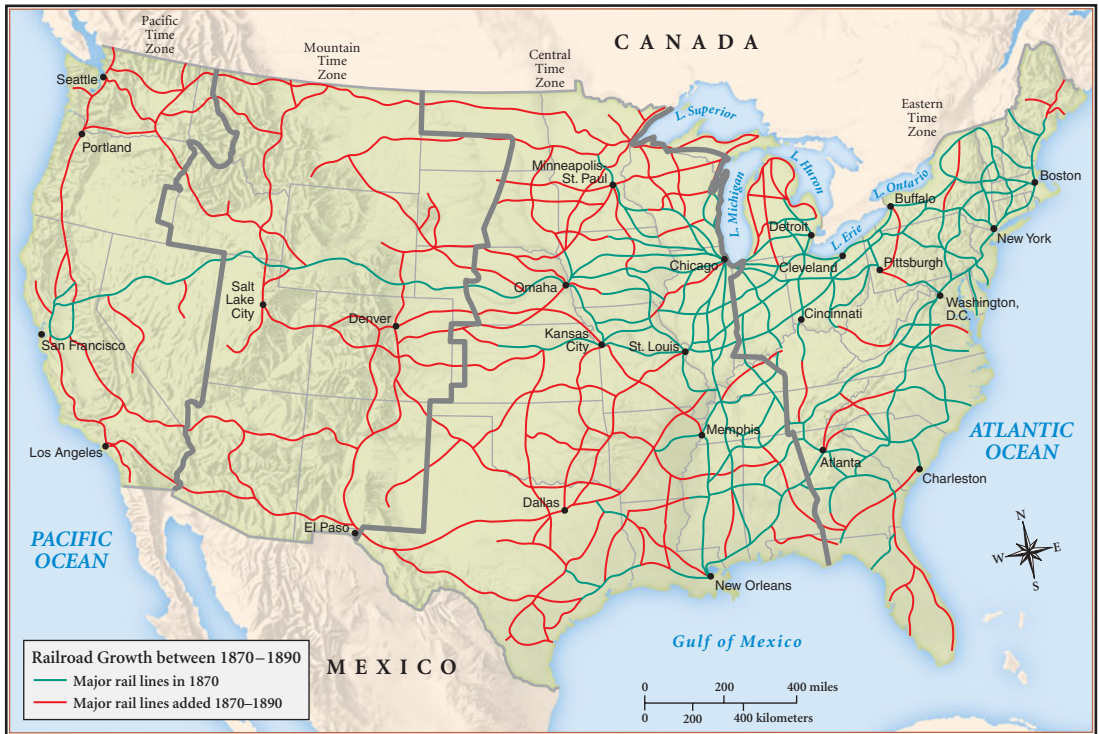 Pacific
Time
Zone
Mountain
Time
Zone
Central
Time
Zone
CANADA
Eastern
Time
Zone
Seattle
Portland
L. Superior
Minneapolis-
St. Paul
L. Michigan
L. Huron
L. Ontario
Buffalo
Boston
Detroit
L. Erie
New York
Chicago
Cleveland
Pittsburgh
Omaha
Salt
Lake
City
Washington,
D.C.
Denver
Cincinnati
Kansas
City
St. Louis
San Francisco
Memphis
ATLANTIC
OCEAN
Los Angeles
Atlanta
Charleston
Dallas
El Paso
PACIFIC
OCEAN
N
W
E
S
New Orleans
Gulf of Mexico
MEXICO
Railroad Growth between 1870–1890
Major rail lines in 1870
Major rail lines added 1870–1890
0 200 400 miles
0 200 400 kilometers